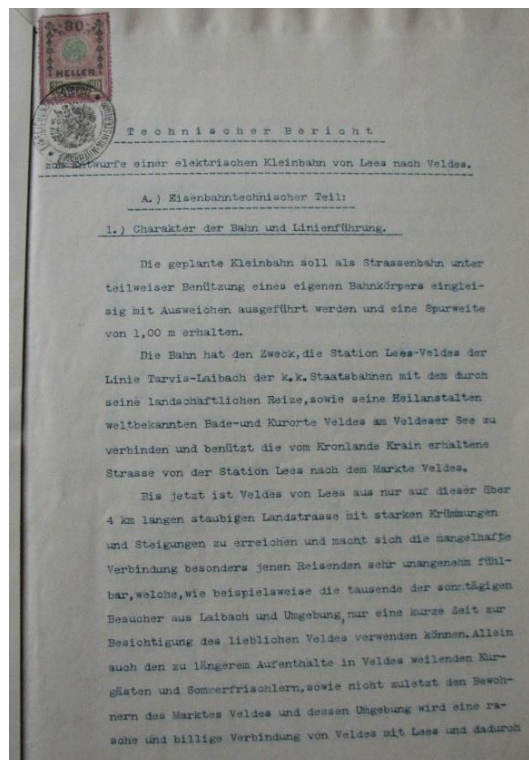 80
HELLER
Technischer Bericht
zum Entwurfe einer elektrischen Kleinbahn von Lees nach Veldes.
A.) Eisenbahntechnischer Teil:
1.) Charakter der Bahn und Linienführung.
Die geplante Kleinbahn soll als Strassenbahn unter
teilweiser Benützung eines eigenen Bahnkörpers einglei-
sig mit Ausweichen ausgeführt werden und eine Spurweite
von 1,00 m erhalten.
Die Bahn hat den Zweck,die Station Lees-Veldes der
Linie Tarvis-Laibach der k.k.Staatsbahnen mit dem durch
seine landschaftlichen Reize,sowie seine Heilanstalten
weltbekannten Bade-und Kurorte Veldes am Veldeser See zu
verbinden und benützt die vom Kronlande Krain erhaltene
Strasse von der Station Lees nach dem Markte Veldes.
Bis jetzt ist Veldes von Lees aus nur auf dieser über
4 km langen staubigen Landstrasse mit starken Krümmungen
und Steigungen zu erreichen und macht sich die mangelhafte
Verbindung besonders jenen Reisenden sehr unangenehm fühl-
bar,welche,wie beispielsweise die tausende der sonntägigen
Besucher aus Laibach und Umgebung,nur eine kurze Zeit zur
Besichtigung des lieblichen Veldes verwenden können.Allein
auch den zu längerem Aufenthalte in Veldes weilenden Kur-
gästen und Sommerfrischlern,sowie nicht zuletzt den Bewoh-
nern des Marktes Veldes und dessen Umgebung wird eine ra-
sche und billige Verbindung von Veldes mit Lees und dadurch